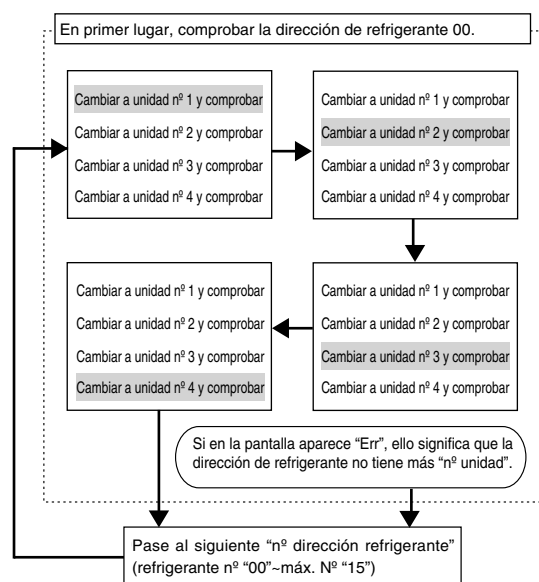 En primer lugar, comprobar la dirección de refrigerante 00.
Cambiar a unidad nº 1 y comprobar
Cambiar a unidad nº 2 y comprobar
Cambiar a unidad nº 3 y comprobar
Cambiar a unidad nº 4 y comprobar
Cambiar a unidad nº 1 y comprobar
Cambiar a unidad nº 2 y comprobar
Cambiar a unidad nº 3 y comprobar
Cambiar a unidad nº 4 y comprobar
Cambiar a unidad nº 1 y comprobar
Cambiar a unidad nº 2 y comprobar
Cambiar a unidad nº 3 y comprobar
Cambiar a unidad nº 4 y comprobar
Cambiar a unidad nº 1 y comprobar
Cambiar a unidad nº 2 y comprobar
Cambiar a unidad nº 3 y comprobar
Cambiar a unidad nº 4 y comprobar
Si en la pantalla aparece “Err”, ello significa que la
dirección de refrigerante no tiene más “nº unidad”.
Pase al siguiente “nº dirección refrigerante”
(refrigerante nº “00”~máx. Nº “15”)